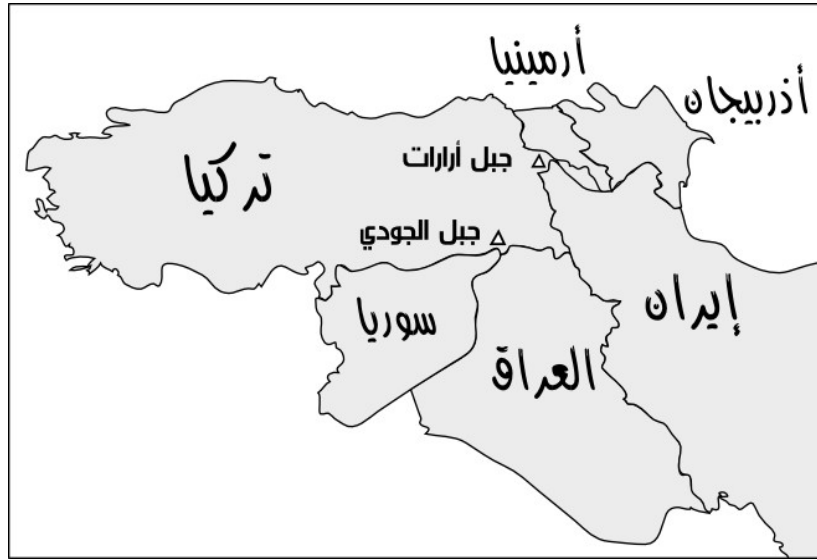 أرمينيا
أذربيجان
جبل أرارات
تركيا
جبل الجودي
إيران
سوريا
العراق